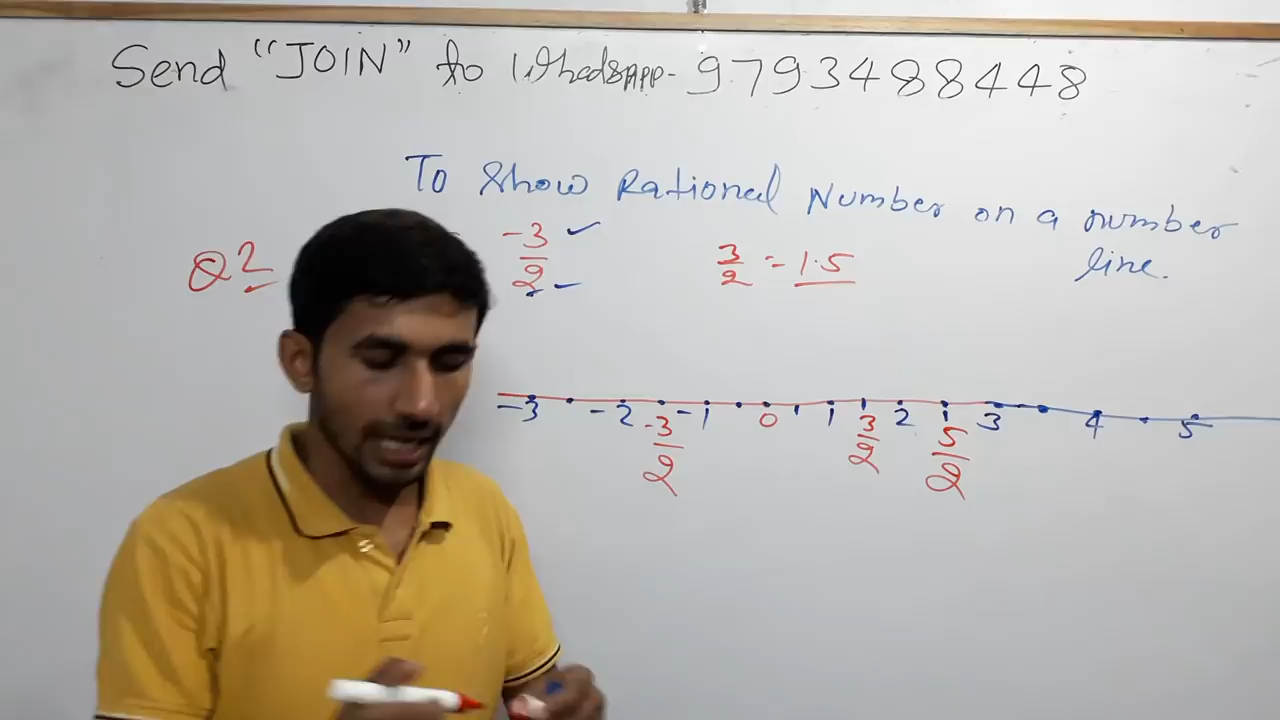 Send "JOIN" to WhatsApp- 9793488448
To Show Rational Number on a number line.
Q2 -3/2 3/2 = 1.5
-3 -2 -3/2 -1 0 1 3/2 2 5/2 3 4 5